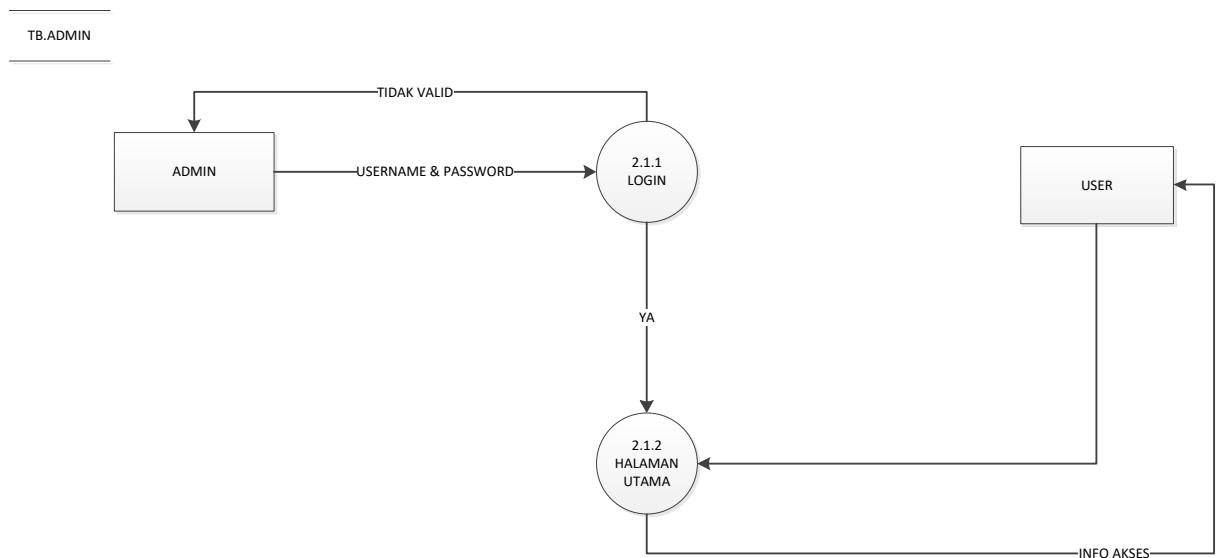 TB.ADMIN
TIDAK VALID
ADMIN
USERNAME & PASSWORD
2.1.1
LOGIN
USER
YA
2.1.2
HALAMAN
UTAMA
INFO AKSES